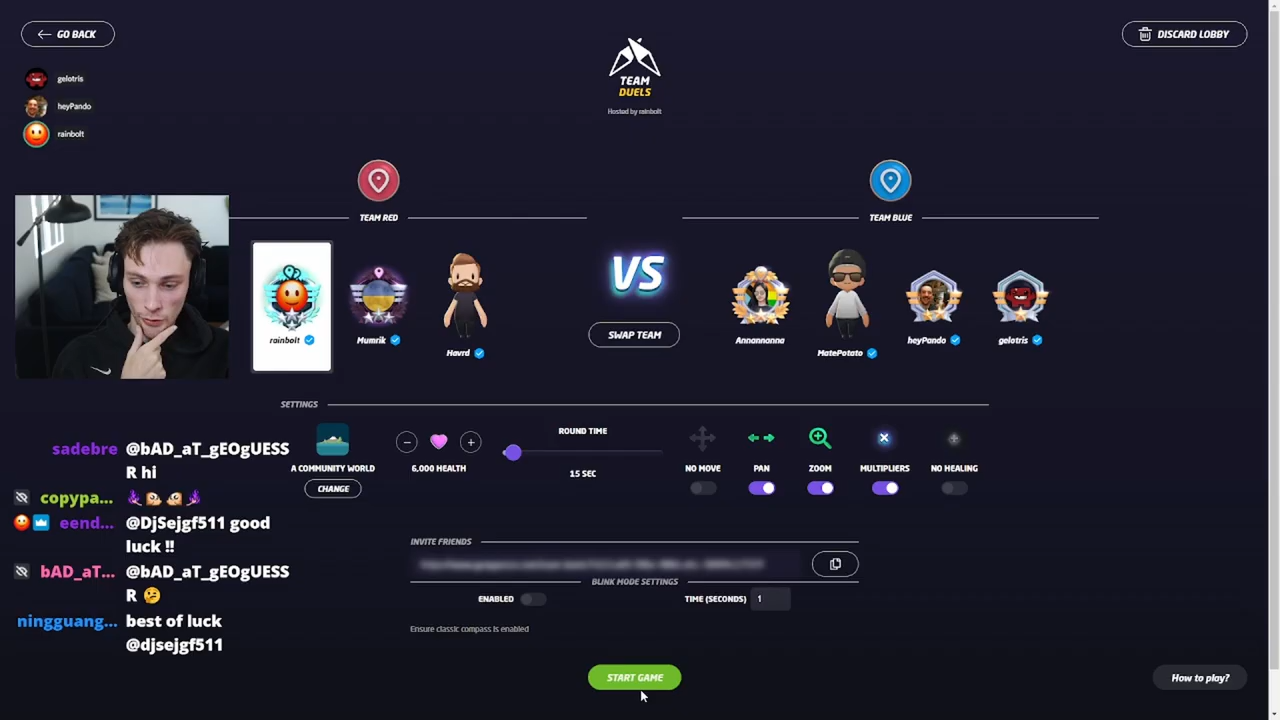 GO BACK
DISCARD LOBBY
gelotris
heyPando
rainbolt
TEAM
DUELS
Hosted by rainbolt
TEAM RED
TEAM BLUE
VS
SWAP TEAM
rainbolt
Mumrik
Havrd
Annannanna
MatePotato
heyPando
gelotris
SETTINGS
ROUND TIME
15 SEC
A COMMUNITY WORLD
CHANGE
6,000 HEALTH
NO MOVE
PAN
ZOOM
MULTIPLIERS
NO HEALING
sadebre @bAD_aT_gEOgUESS
R hi
copypa...
eend... @DjSejgf511 good
luck !!
bAD_aT... @bAD_aT_gEOgUESS
R
ningguang... best of luck
@djsejgf511
INVITE FRIENDS
BLINK MODE SETTINGS
ENABLED
TIME (SECONDS) 1
Ensure classic compass is enabled
START GAME
How to play?